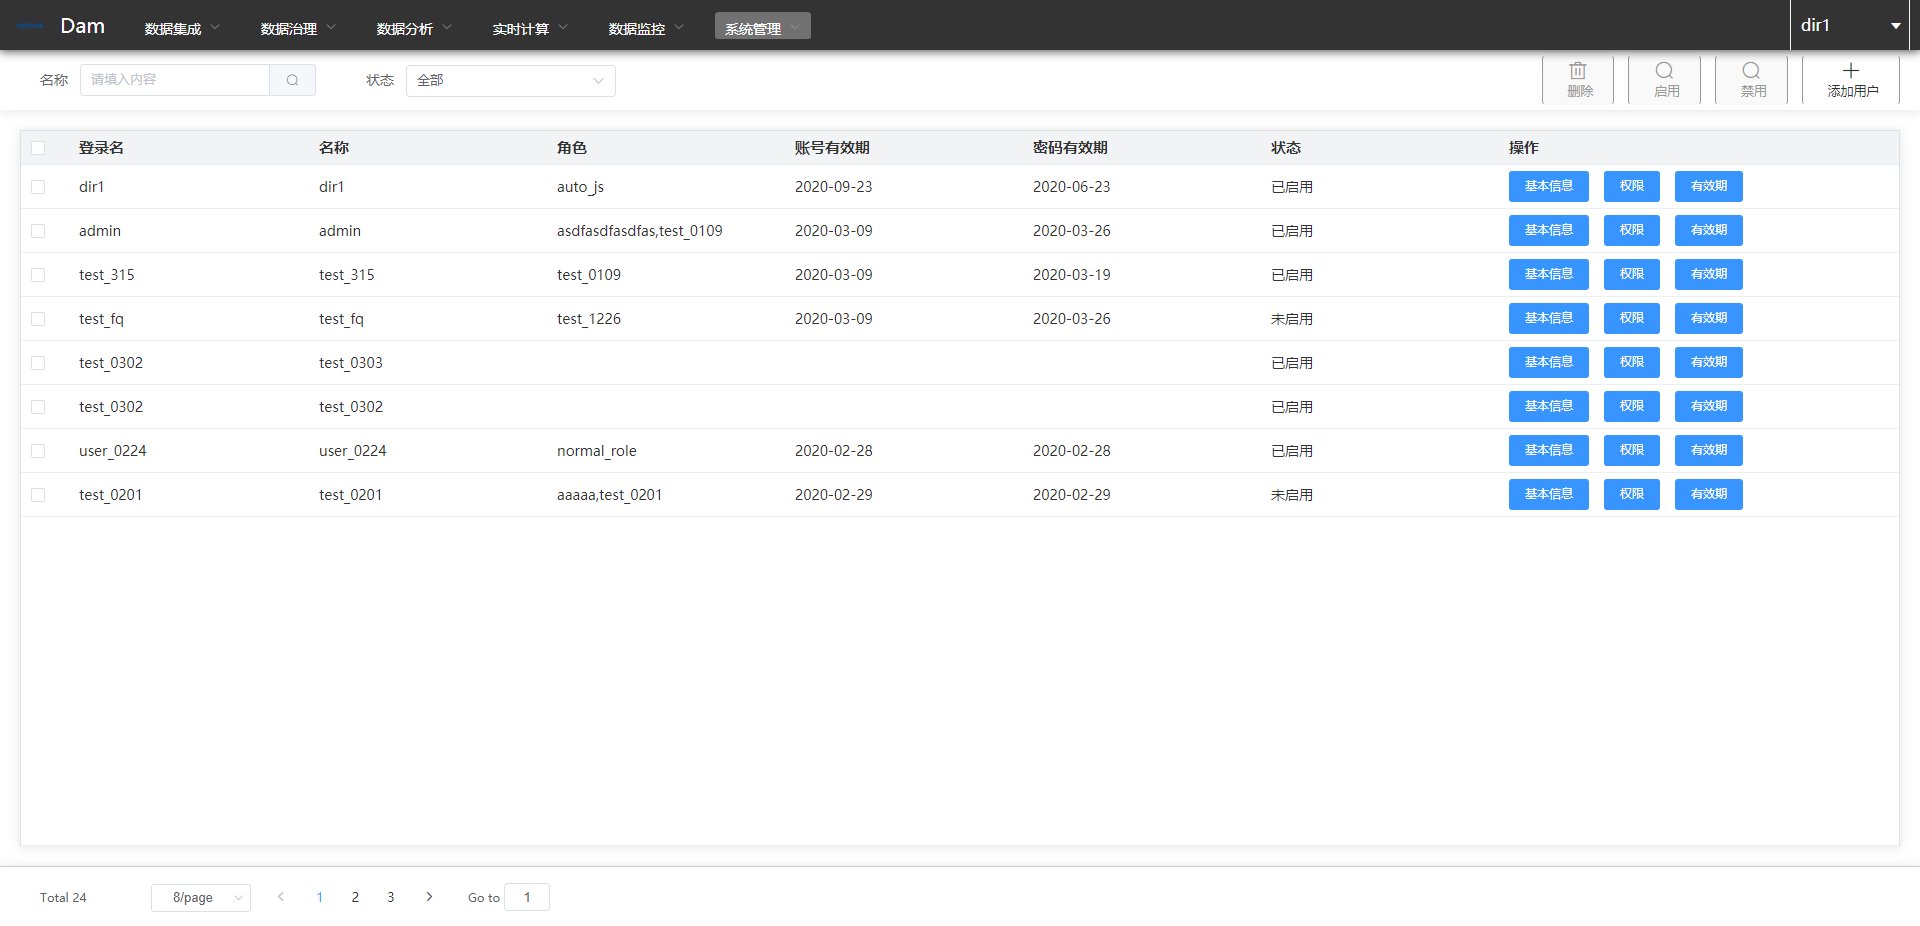 Dam 数据集成 数据治理 数据分析 实时计算 数据监控 系统管理 dir1
名称 请填入内容 状态 全部 删除 启用 禁用 添加用户
登录名 名称 角色 账号有效期 密码有效期 状态 操作
dir1 dir1 auto_js 2020-09-23 2020-06-23 已启用 基本信息 权限 有效期
admin admin asdfasdfasdfas,test_0109 2020-03-09 2020-03-26 已启用 基本信息 权限 有效期
test_315 test_315 test_0109 2020-03-09 2020-03-19 已启用 基本信息 权限 有效期
test_fq test_fq test_1226 2020-03-09 2020-03-26 未启用 基本信息 权限 有效期
test_0302 test_0303 已启用 基本信息 权限 有效期
test_0302 test_0302 已启用 基本信息 权限 有效期
user_0224 user_0224 normal_role 2020-02-28 2020-02-28 已启用 基本信息 权限 有效期
test_0201 test_0201 aaaaa,test_0201 2020-02-29 2020-02-29 未启用 基本信息 权限 有效期
Total 24 8/page 1 2 3 Go to 1